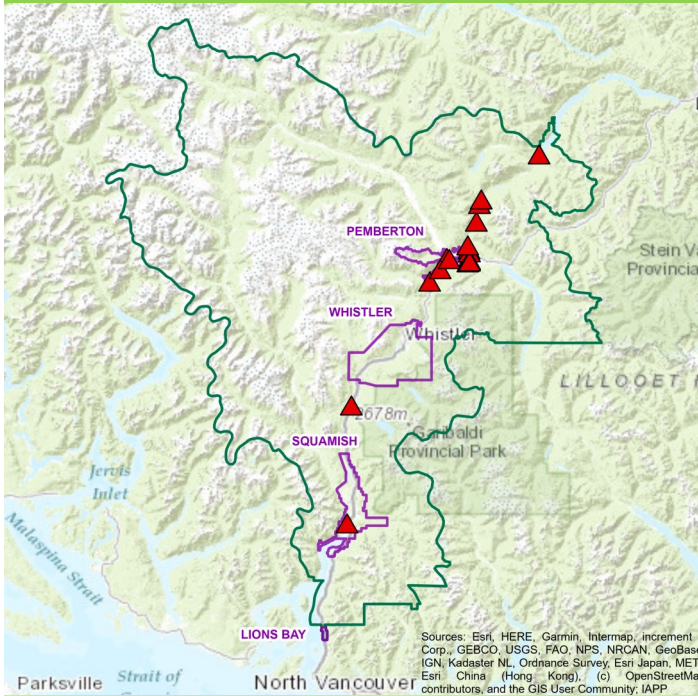 PEMBERTON
Stein Va
Provincia
WHISTLER
Whistler
LILLOOET
2678m
SQUAMISH
Garibaldi
Provincial Park
Jervis
Inlet
Malaspina Strait
LIONS BAY
Sources: Esri, HERE, Garmin, Intermap, increment
Corp., GEBCO, USGS, FAO, NPS, NRCAN, GeoBase
IGN, Kadaster NL, Ordnance Survey, Esri Japan, MET
Esri China (Hong Kong), (c) OpenStreetMa
contributors, and the GIS User Community; IAPP
Parksville
Strait of
North Vancouver